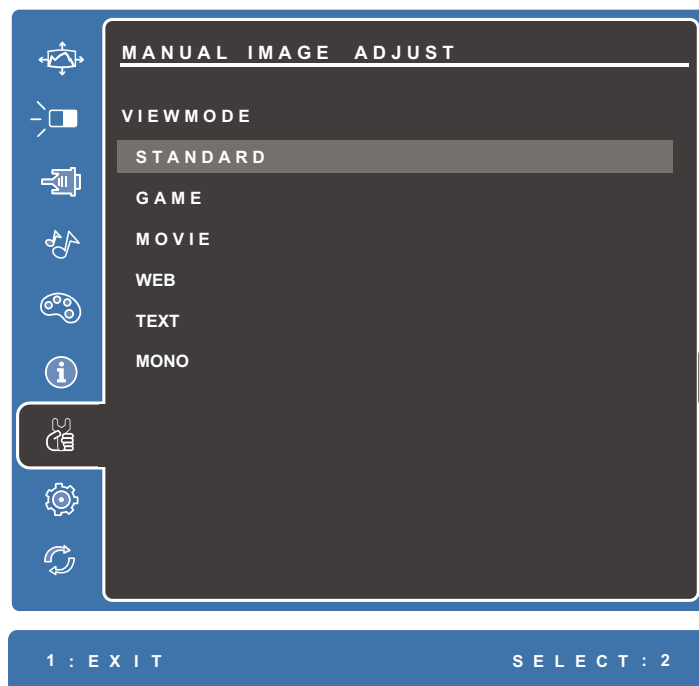 MANUAL IMAGE ADJUST
VIEWMODE
STANDARD
GAME
MOVIE
WEB
TEXT
MONO
1:EXIT SELECT:2